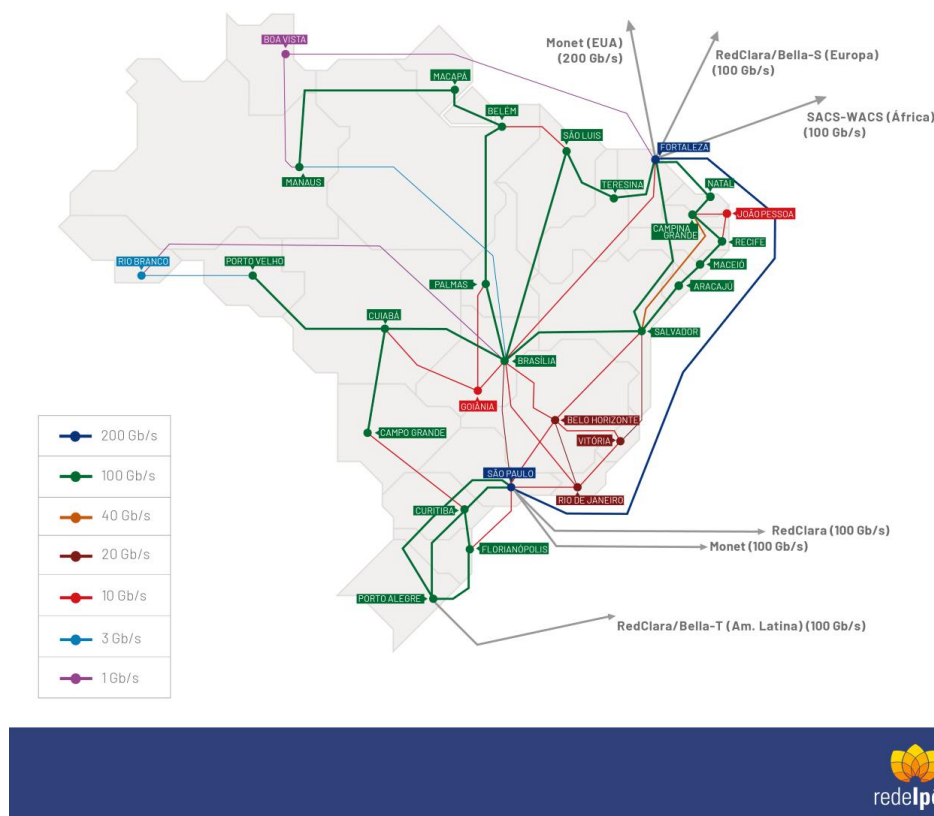 BOA VISTA
Monet (EUA)
(200 Gb/s)
RedClara/Bella-S (Europa)
(100 Gb/s)
MACAPÁ
BELÉM
SACS-WACS (África)
(100 Gb/s)
SÃO LUIS
FORTALEZA
MANAUS
TERESINA
NATAL
JOÃO PESSOA
CAMPINA
GRANDE
RECIFE
RIO BRANCO
PORTO VELHO
MACEIÓ
PALMAS
ARACAJÚ
CUIABÁ
SALVADOR
BRASÍLIA
GOIÂNIA
BELO HORIZONTE
CAMPO GRANDE
VITÓRIA
200 Gb/s
100 Gb/s
40 Gb/s
20 Gb/s
10 Gb/s
3 Gb/s
1 Gb/s
SÃO PAULO
RIO DE JANEIRO
CURITIBA
RedClara (100 Gb/s)
Monet (100 Gb/s)
FLORIANÓPOLIS
PORTO ALEGRE
RedClara/Bella-T (Am. Latina) (100 Gb/s)
redeIpê